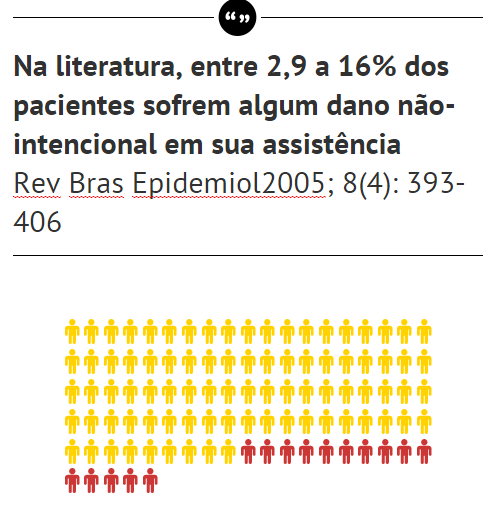 Na literatura, entre 2,9 a 16% dos
pacientes sofrem algum dano não-
intencional em sua assistência
Rev Bras Epidemiol2005; 8(4): 393-
406